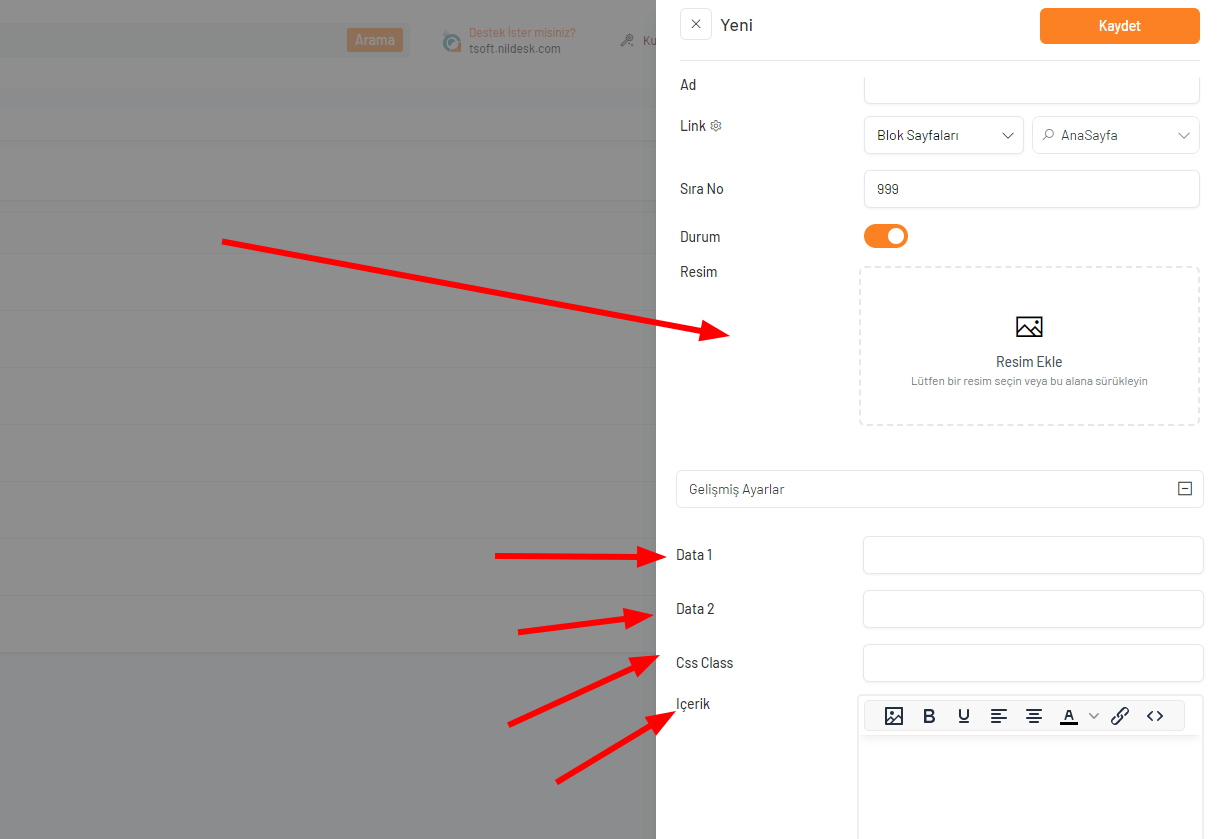 Yeni
Kaydet
Arama
Destek İster misiniz?
tsoft.nildesk.com
Ku
Ad
Link
Blok Sayfaları
AnaSayfa
Sıra No
999
Durum
Resim
Resim Ekle
Lütfen bir resim seçin veya bu alana sürükleyin
Gelişmiş Ayarlar
Data 1
Data 2
Css Class
Içerik
B U A